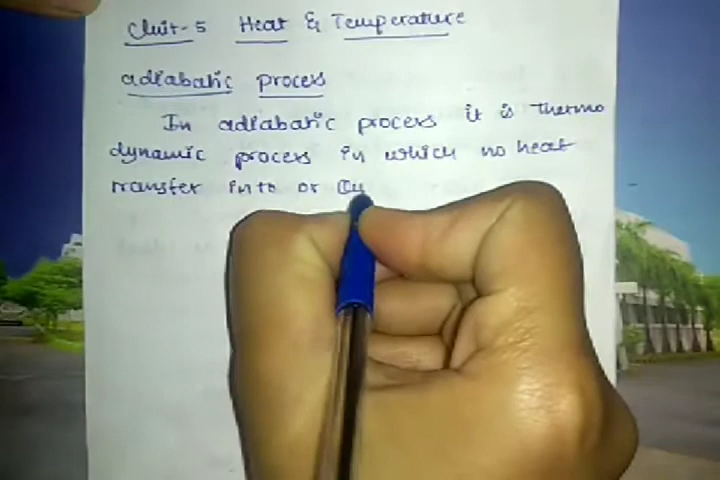 Unit-5 Heat & Temperature
adiabatic process
In adiabatic process it is thermo
dynamic process in which no heat
transfer into or Ou